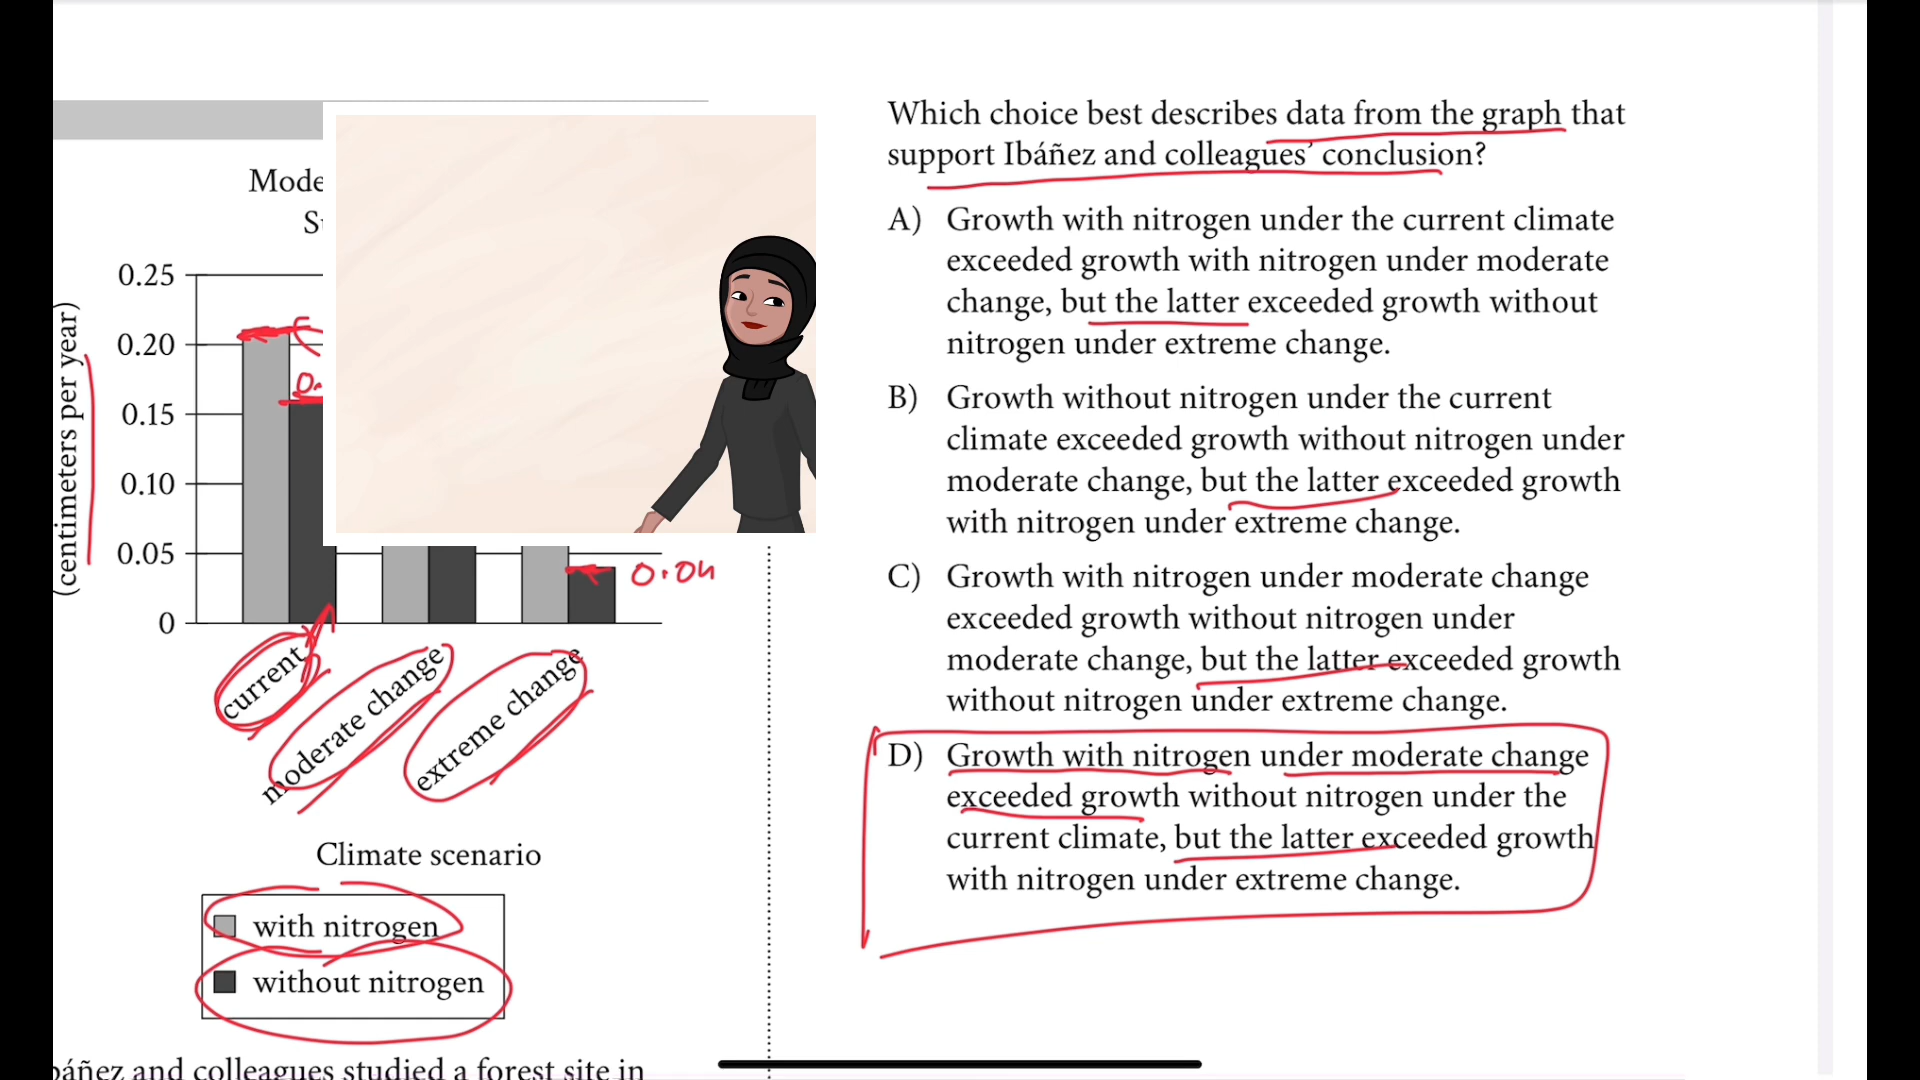 Mode
0.25
0.20
0.15
0.10
0.05
0
(centimeters per year)
0.04
current
moderate change
extreme change
Climate scenario
with nitrogen
without nitrogen
and colleagues studied a forest site in
Which choice best describes data from the graph that
support Ibáñez and colleagues’ conclusion?
A) Growth with nitrogen under the current climate
exceeded growth with nitrogen under moderate
change, but the latter exceeded growth without
nitrogen under extreme change.
B) Growth without nitrogen under the current
climate exceeded growth without nitrogen under
moderate change, but the latter exceeded growth
with nitrogen under extreme change.
C) Growth with nitrogen under moderate change
exceeded growth without nitrogen under
moderate change, but the latter exceeded growth
without nitrogen under extreme change.
D) Growth with nitrogen under moderate change
exceeded growth without nitrogen under the
current climate, but the latter exceeded growth
with nitrogen under extreme change.